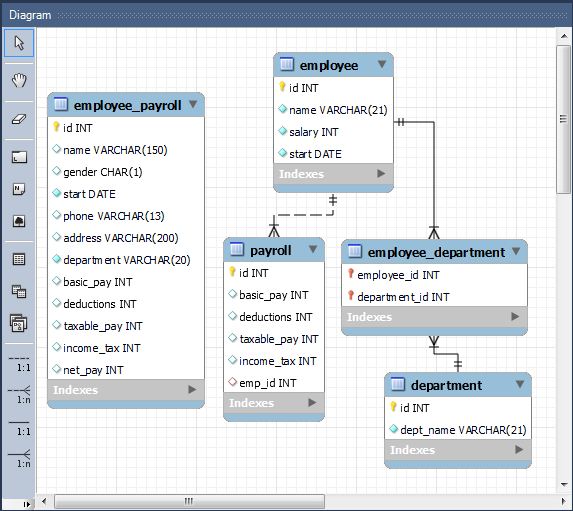 Diagram
employee_payroll
id INT
name VARCHAR(150)
gender CHAR(1)
start DATE
phone VARCHAR(13)
address VARCHAR(200)
department VARCHAR(20)
basic_pay INT
deductions INT
taxable_pay INT
income_tax INT
net_pay INT
Indexes
employee
id INT
name VARCHAR(21)
salary INT
start DATE
Indexes
payroll
id INT
basic_pay INT
deductions INT
taxable_pay INT
income_tax INT
emp_id INT
Indexes
employee_department
employee_id INT
department_id INT
Indexes
department
id INT
dept_name VARCHAR(21)
Indexes
1:1
1:n
1:1
1:n